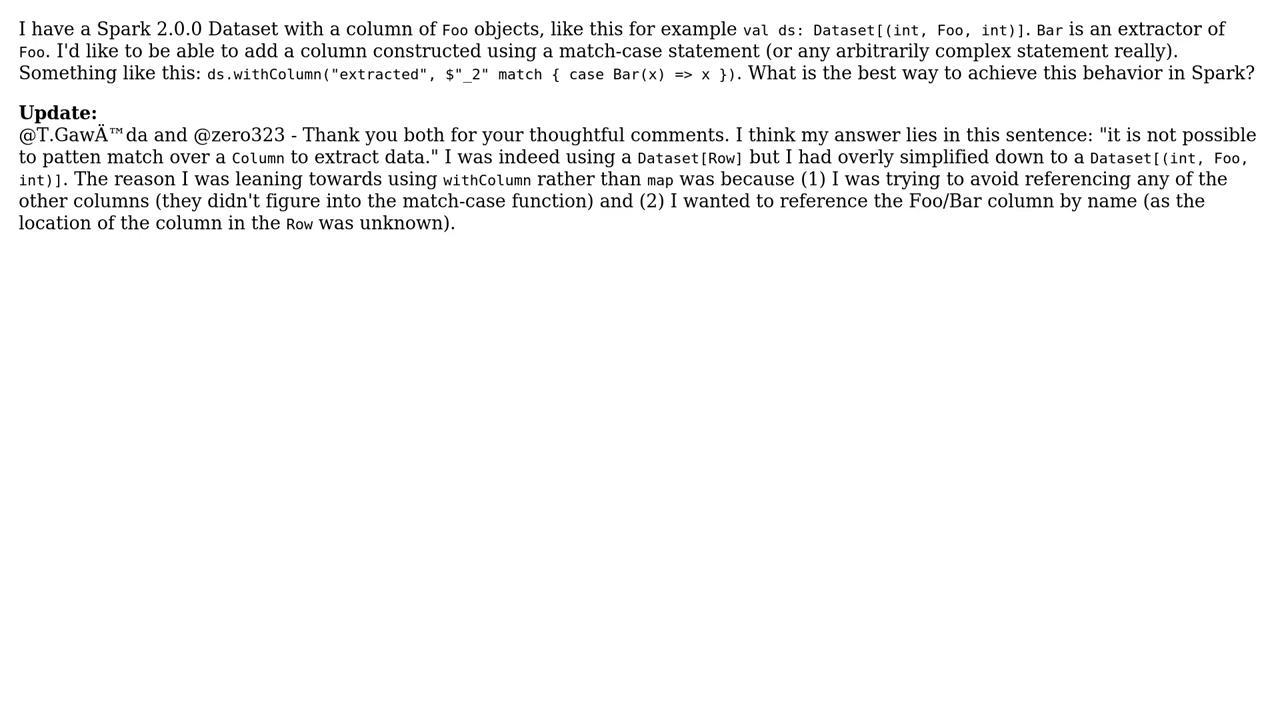 I have a Spark 2.0.0 Dataset with a column of Foo objects, like this for example val ds: Dataset[(int, Foo, int)]. Bar is an extractor of
Foo. I'd like to be able to add a column constructed using a match-case statement (or any arbitrarily complex statement really).
Something like this: ds.withColumn("extracted", $"_2" match { case Bar(x) => x }). What is the best way to achieve this behavior in Spark?
Update:
@T.GawÄ™da and @zero323 - Thank you both for your thoughtful comments. I think my answer lies in this sentence: "it is not possible
to patten match over a Column to extract data." I was indeed using a Dataset[Row] but I had overly simplified down to a Dataset[(int, Foo,
int)]. The reason I was leaning towards using withColumn rather than map was because (1) I was trying to avoid referencing any of the
other columns (they didn't figure into the match-case function) and (2) I wanted to reference the Foo/Bar column by name (as the
location of the column in the Row was unknown).